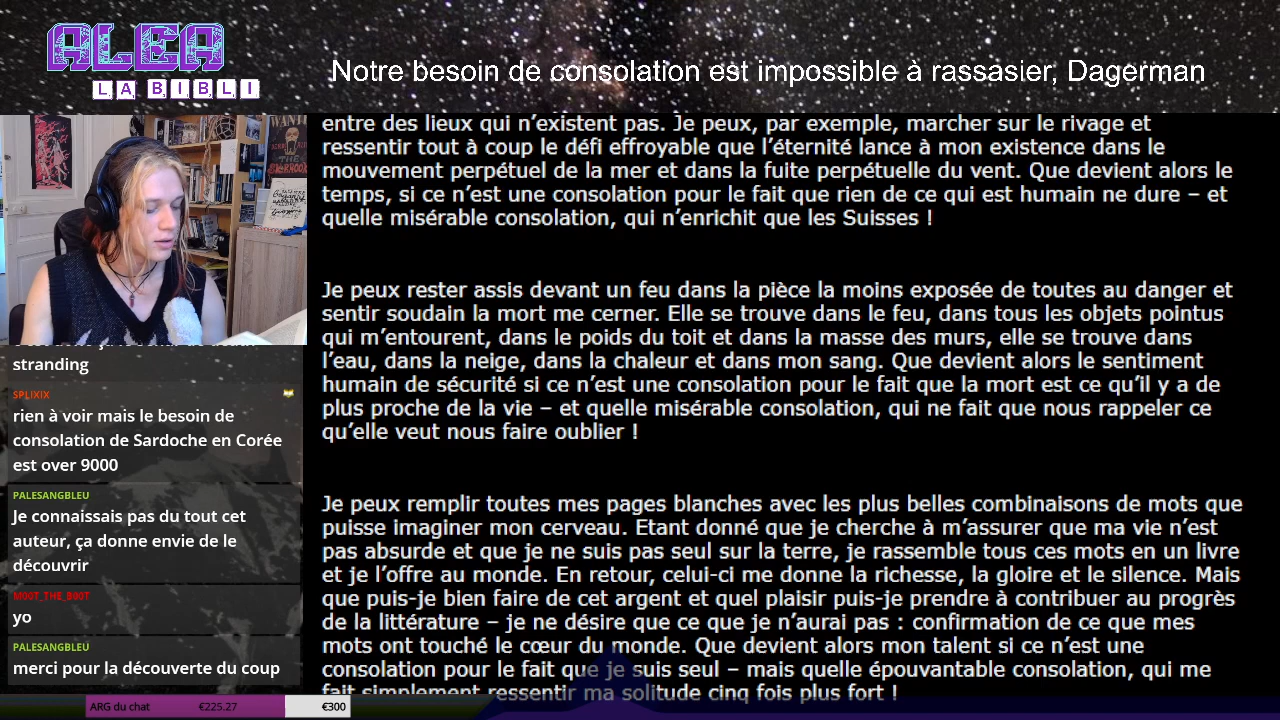 ALEA
LA BIBLI
Notre besoin de consolation est impossible à rassasier, Dagerman
WANTED
THE
entre des lieux qui n’existent pas. Je peux, par exemple, marcher sur le rivage et
ressentir tout à coup le défi effroyable que l’éternité lance à mon existence dans le
mouvement perpétuel de la mer et dans la fuite perpétuelle du vent. Que devient alors le
temps, si ce n’est une consolation pour le fait que rien de ce qui est humain ne dure – et
quelle misérable consolation, qui n’enrichit que les Suisses !
Je peux rester assis devant un feu dans la pièce la moins exposée de toutes au danger et
sentir soudain la mort me cerner. Elle se trouve dans le feu, dans tous les objets pointus
qui m’entourent, dans le poids du toit et dans la masse des murs, elle se trouve dans
l’eau, dans la neige, dans la chaleur et dans mon sang. Que devient alors le sentiment
humain de sécurité si ce n’est une consolation pour le fait que la mort est ce qu’il y a de
plus proche de la vie – et quelle misérable consolation, qui ne fait que nous rappeler ce
qu’elle veut nous faire oublier !
Je peux remplir toutes mes pages blanches avec les plus belles combinaisons de mots que
puisse imaginer mon cerveau. Etant donné que je cherche à m’assurer que ma vie n’est
pas absurde et que je ne suis pas seul sur la terre, je rassemble tous ces mots en un livre
et je l’offre au monde. En retour, celui-ci me donne la richesse, la gloire et le silence. Mais
que puis-je bien faire de cet argent et quel plaisir puis-je prendre à contribuer au progrès
de la littérature – je ne désire que ce que je n’aurai pas : confirmation de ce que mes
mots ont touché le cœur du monde. Que devient alors mon talent si ce n’est une
consolation pour le fait que je suis seul – mais quelle épouvantable consolation, qui me
fait simplement ressentir ma solitude cinq fois plus fort !
stranding
SPLIXIX
rien à voir mais le besoin de
consolation de Sardoche en Corée
est over 9000
PALESANGBLEU
Je connaissais pas du tout cet
auteur, ça donne envie de le
découvrir
M00T_THE_B00T
yo
PALESANGBLEU
merci pour la découverte du coup
ARG du chat €225.27 €300